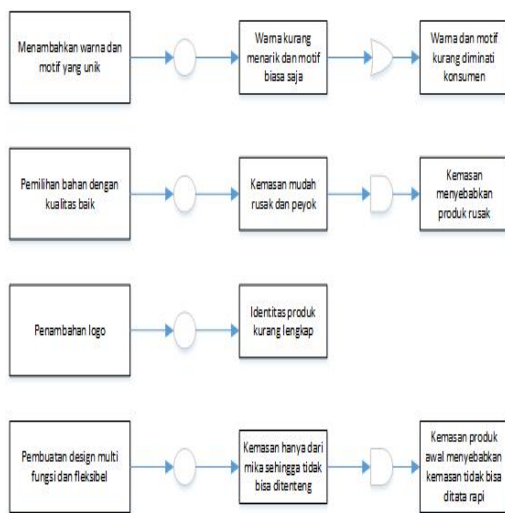 Menambahkan warna dan
motif yang unik
Warna kurang
menarik dan motif
biasa saja
Warna dan motif
kurang diminati
konsumen
Pemilihan bahan dengan
kualitas baik
Kemasan mudah
rusak dan peyok
Kemasan
menyebabkan
produk rusak
Penambahan logo
Identitas produk
kurang lengkap
Pembuatan design multi
fungsi dan fleksibel
Kemasan hanya dari
mika sehingga tidak
bisa ditenteng
Kemasan produk
awal menyebabkan
kemasan tidak bisa
ditata rapi